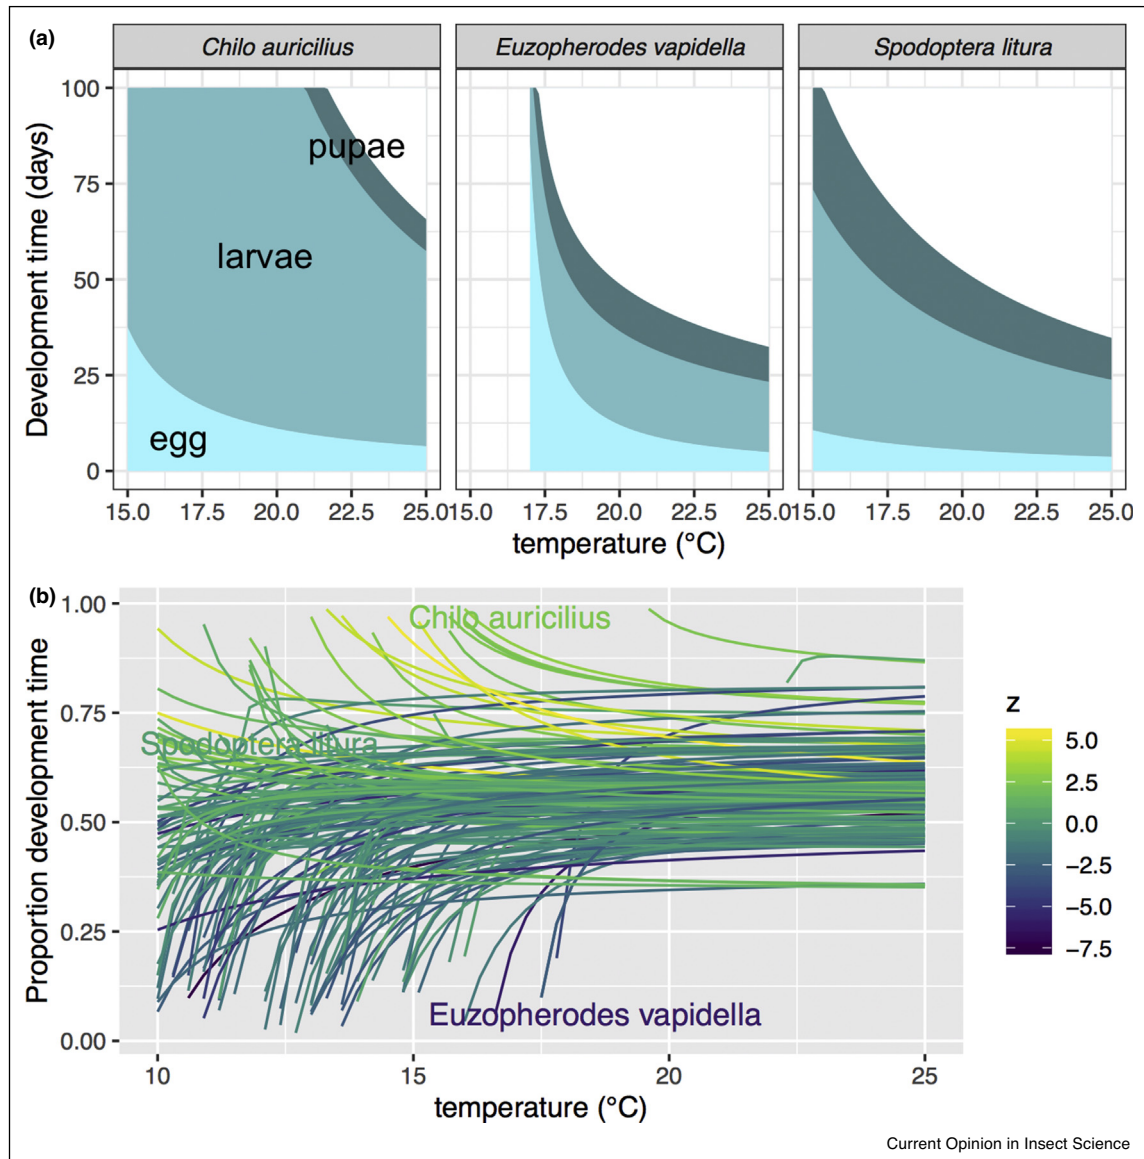 (a)
Chilo auricilius
Euzopherodes vapidella
Spodoptera litura
Development time (days)
100
75
50
25
0
pupae
larvae
egg
15.0 17.5 20.0 22.5 25.0
15.0 17.5 20.0 22.5 25.0
15.0 17.5 20.0 22.5 25.0
temperature (°C)
(b)
Proportion development time
1.00
0.75
0.50
0.25
0.00
Chilo auricilius
Spodoptera litura
Euzopherodes vapidella
10 15 20 25
temperature (°C)
z
5.0
2.5
0.0
−2.5
−5.0
−7.5
Current Opinion in Insect Science